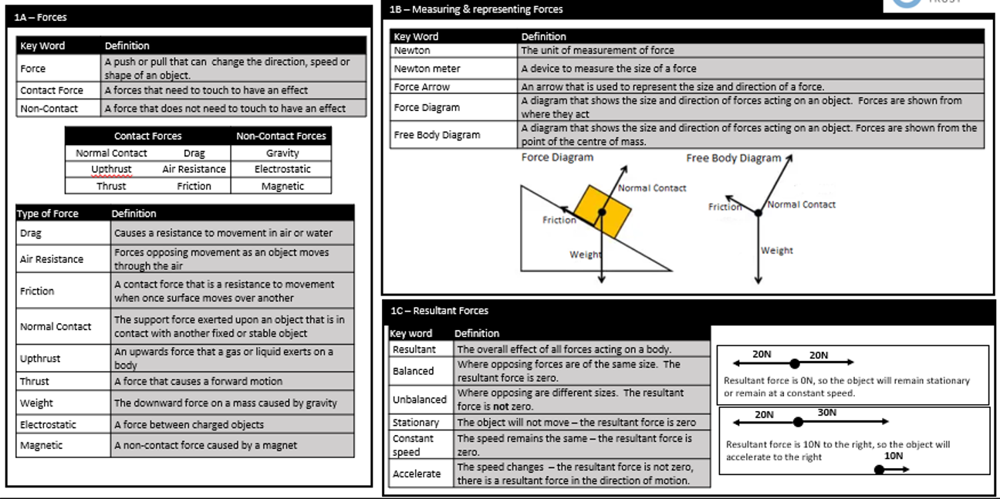 1A – Forces
Key Word Definition
Force A push or pull that can change the direction, speed or
shape of an object.
Contact Force A forces that need to touch to have an effect
Non-Contact A force that does not need to touch to have an effect
Contact Forces Non-Contact Forces
Normal Contact Drag Gravity
Upthrust Air Resistance Electrostatic
Thrust Friction Magnetic
Type of Force Definition
Drag Causes a resistance to movement in air or water
Air Resistance Forces opposing movement as an object moves
through the air
Friction A contact force that is a resistance to movement
when once surface moves over another
Normal Contact The support force exerted upon an object that is in
contact with another fixed or stable object
Upthrust An upwards force that a gas or liquid exerts on a
body
Thrust A force that causes a forward motion
Weight The downward force on a mass caused by gravity
Electrostatic A force between charged objects
Magnetic A non-contact force caused by a magnet
1B – Measuring & representing Forces
Key Word Definition
Newton The unit of measurement of force
Newton meter A device to measure the size of a force
Force Arrow An arrow that is used to represent the size and direction of a force.
Force Diagram A diagram that shows the size and direction of forces acting on an object. Forces are shown from
where they act
Free Body Diagram A diagram that shows the size and direction of forces acting on an object. Forces are shown from the
point of the centre of mass.
Force Diagram Free Body Diagram
Normal Contact
Friction
Weight
Normal Contact
Friction
Weight
1C – Resultant Forces
Key word Definition
Resultant The overall effect of all forces acting on a body.
Balanced Where opposing forces are of the same size. The
resultant force is zero.
Unbalanced Where opposing are different sizes. The resultant
force is not zero.
Stationary The object will not move – the resultant force is zero
Constant
speed The speed remains the same – the resultant force is
zero.
Accelerate The speed changes – the resultant force is not zero,
there is a resultant force in the direction of motion.
20N 20N
Resultant force is 0N, so the object will remain stationary
or remain at a constant speed.
20N 30N
Resultant force is 10N to the right, so the object will
accelerate to the right
10N